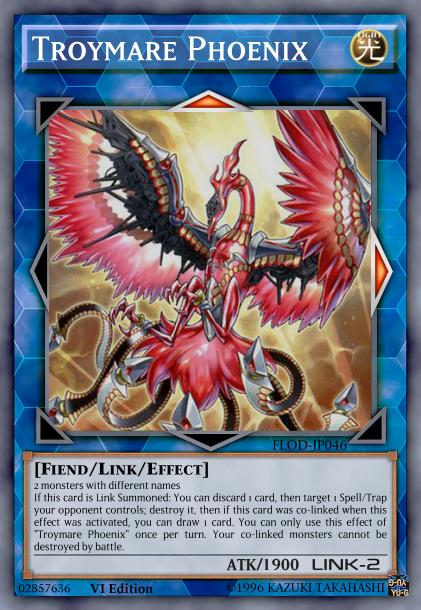 TROYMARE PHOENIX
LIGHT
光
FLOD-JP046
[FIEND/LINK/EFFECT]
2 monsters with different names
If this card is Link Summoned: You can discard 1 card, then target 1 Spell/Trap
your opponent controls; destroy it, then if this card was co-linked when this
effect was activated, you can draw 1 card. You can only use this effect of
"Troymare Phoenix" once per turn. Your co-linked monsters cannot be
destroyed by battle.
ATK/1900 LINK-2
02857636 VI Edition ©1996 KAZUKI TAKAHASHI